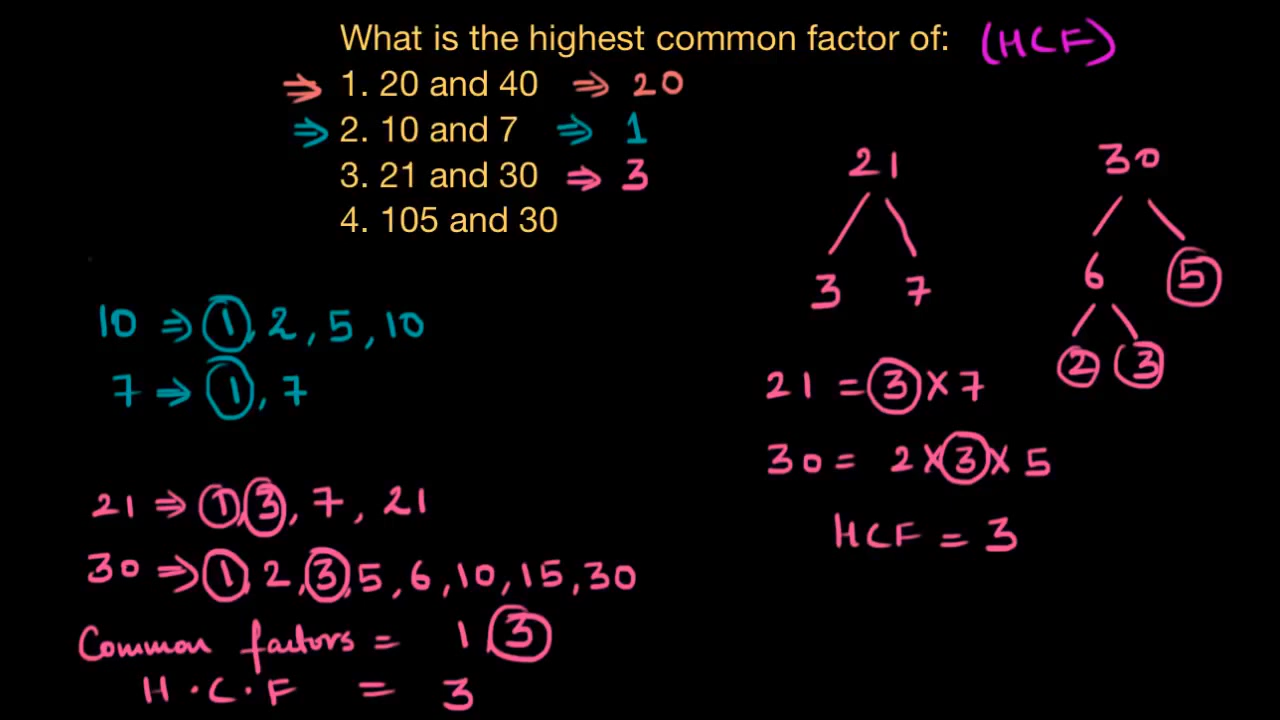 What is the highest common factor of: (HCF)
⇒ 1. 20 and 40 ⇒ 20
⇒ 2. 10 and 7 ⇒ 1
3. 21 and 30 ⇒ 3
4. 105 and 30
10 ⇒ 1, 2, 5, 10
7 ⇒ 1, 7
21 ⇒ 1, 3, 7, 21
30 ⇒ 1, 2, 3, 5, 6, 10, 15, 30
Common factors = 1 3
H.C.F = 3
21
3 7
30
6 5
2 3
21 = 3 × 7
30 = 2 × 3 × 5
HCF = 3